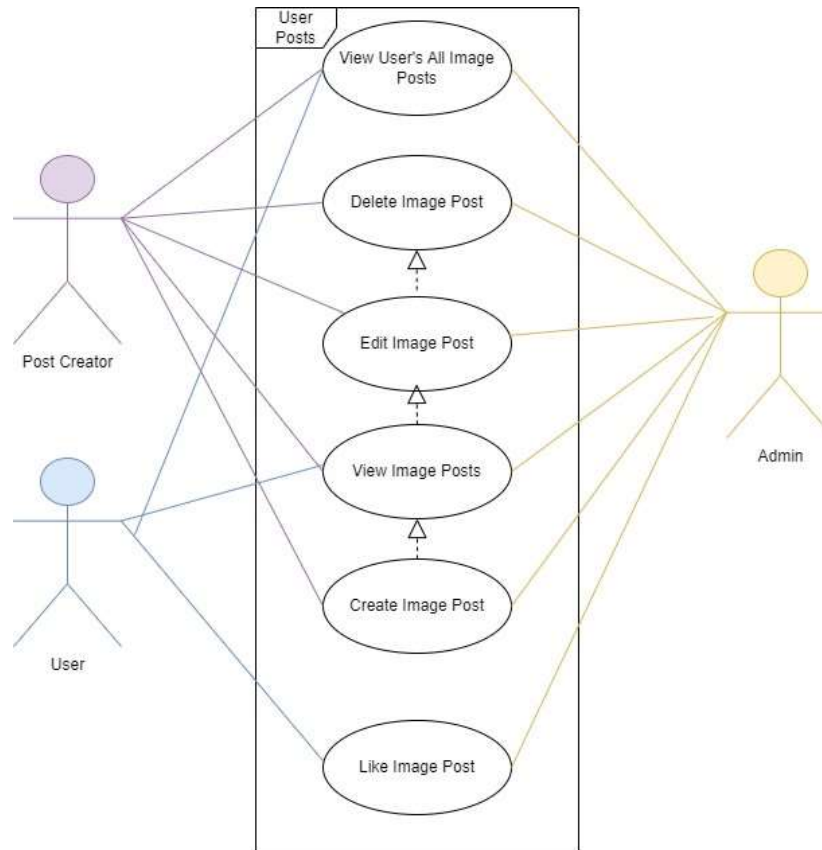 User
Posts
View User's All Image
Posts
Delete Image Post
Post Creator
Edit Image Post
Admin
View Image Posts
User
Create Image Post
Like Image Post